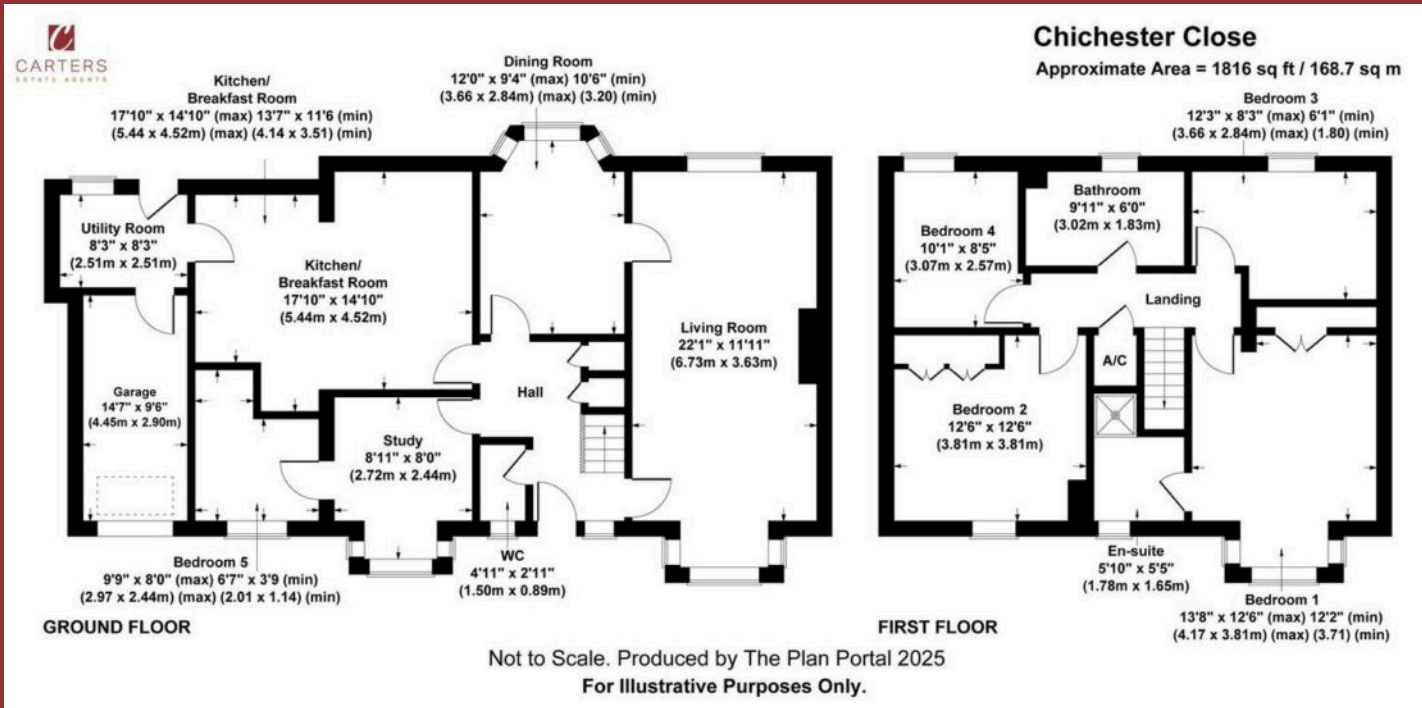 C
CARTERS
ESTATE AGENTS
Chichester Close
Approximate Area = 1816 sq ft / 168.7 sq m
Kitchen/
Breakfast Room
17'10" x 14'10" (max) 13'7" x 11'6 (min)
(5.44 x 4.52m) (max) (4.14 x 3.51) (min)
Dining Room
12'0" x 9'4" (max) 10'6" (min)
(3.66 x 2.84m) (max) (3.20) (min)
Utility Room
8'3" x 8'3"
(2.51m x 2.51m)
Kitchen/
Breakfast Room
17'10" x 14'10"
(5.44m x 4.52m)
Living Room
22'1" x 11'11"
(6.73m x 3.63m)
Hall
Garage
14'7" x 9'6"
(4.45m x 2.90m)
Study
8'11" x 8'0"
(2.72m x 2.44m)
Bedroom 5
9'9" x 8'0" (max) 6'7" x 3'9 (min)
(2.97 x 2.44m) (max) (2.01 x 1.14) (min)
WC
4'11" x 2'11"
(1.50m x 0.89m)
GROUND FLOOR
Bedroom 3
12'3" x 8'3" (max) 6'1" (min)
(3.66 x 2.84m) (max) (1.80) (min)
Bathroom
9'11" x 6'0"
(3.02m x 1.83m)
Bedroom 4
10'1" x 8'5"
(3.07m x 2.57m)
Landing
A/C
Bedroom 2
12'6" x 12'6"
(3.81m x 3.81m)
En-suite
5'10" x 5'5"
(1.78m x 1.65m)
Bedroom 1
13'8" x 12'6" (max) 12'2" (min)
(4.17 x 3.81m) (max) (3.71) (min)
FIRST FLOOR
Not to Scale. Produced by The Plan Portal 2025
For Illustrative Purposes Only.